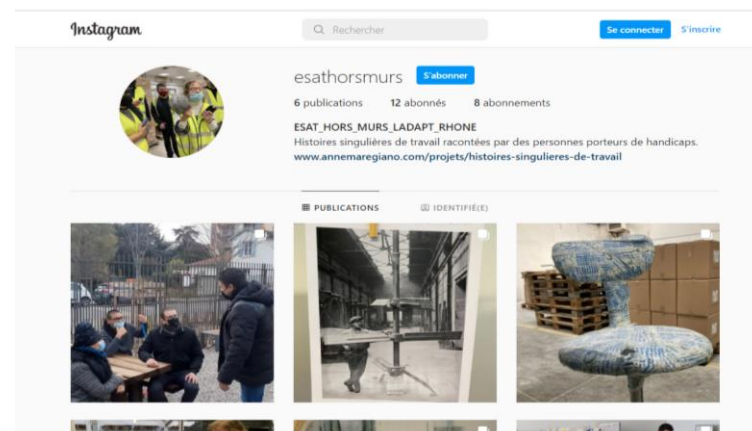 Instagram
Rechercher
Se connecter
S'inscrire
esathorsmurs
S'abonner
6 publications 12 abonnés 8 abonnements
ESAT_HORS_MURS_LADAPT_RHONE
Histoires singulières de travail racontées par des personnes porteurs de handicaps.
www.annemaregiano.com/projets/histoires-singulieres-de-travail
PUBLICATIONS
IDENTIFIÉ(E)